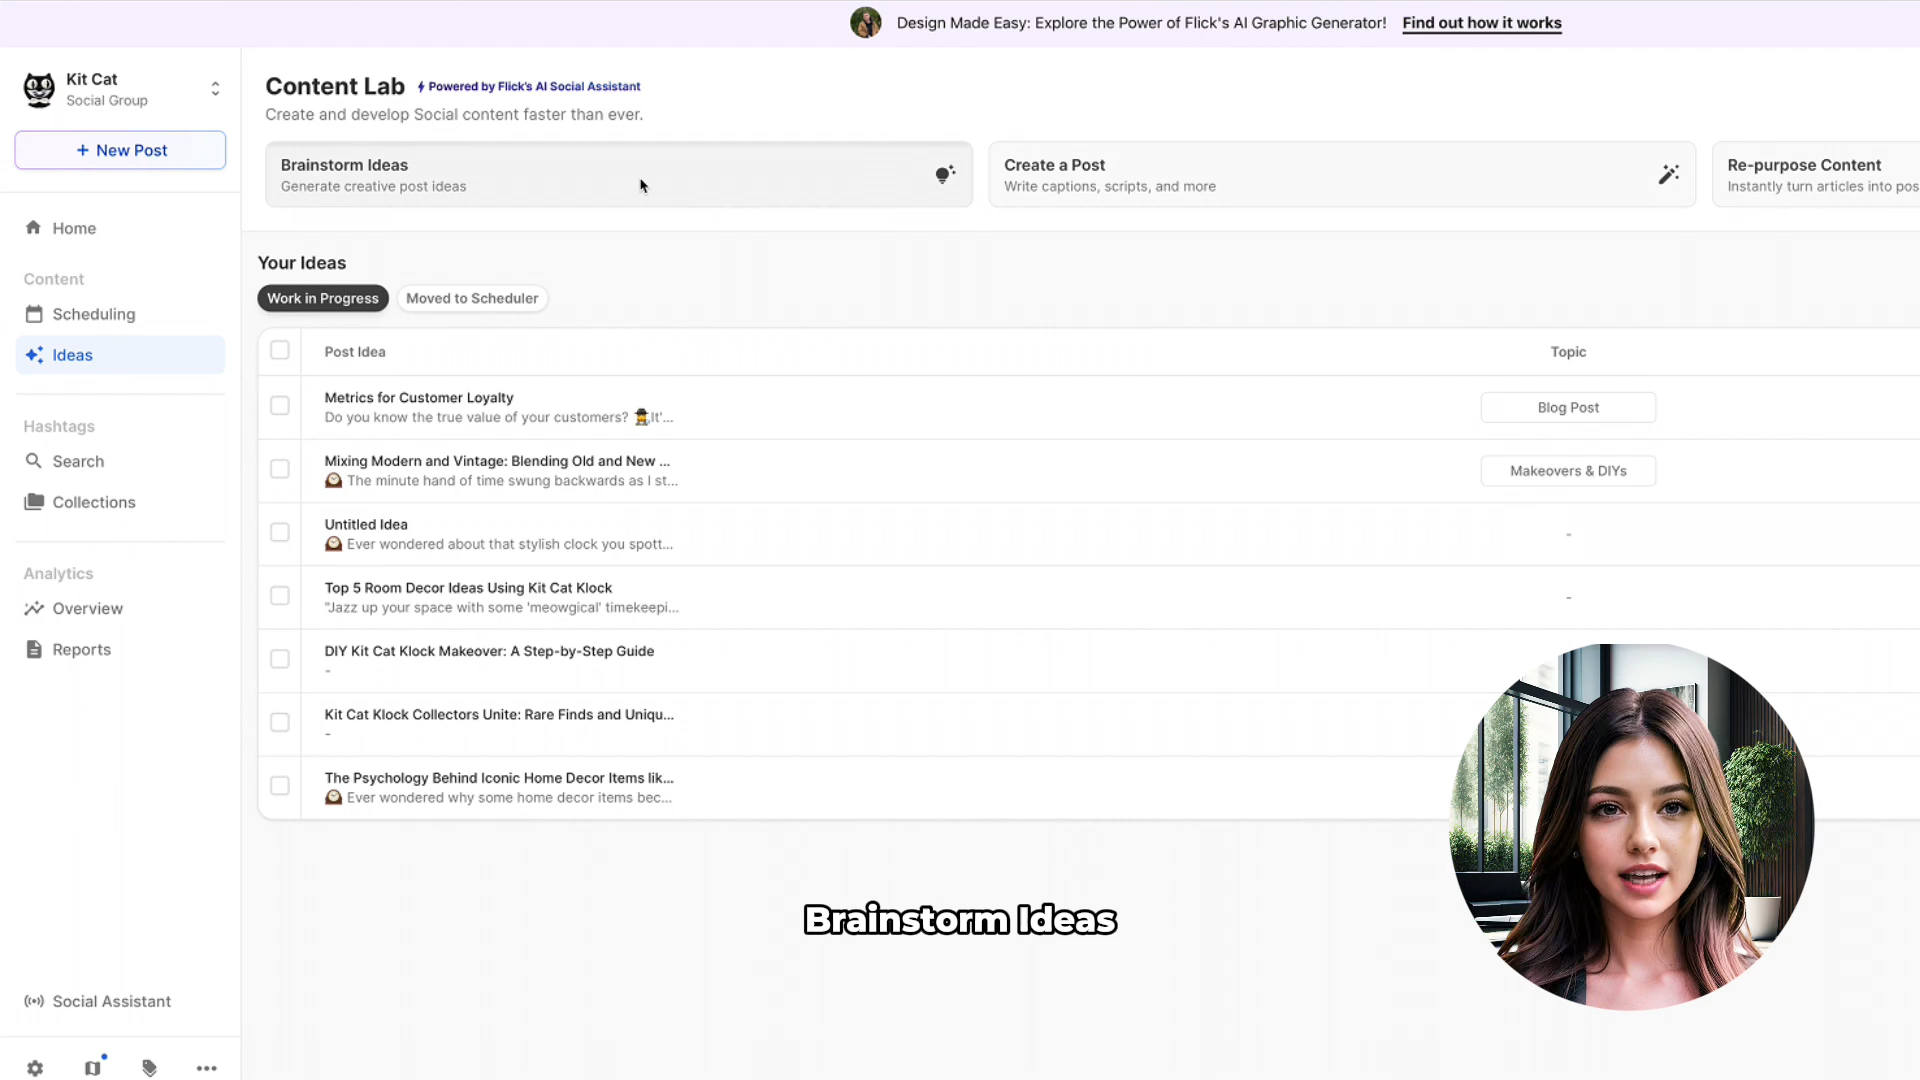 Design Made Easy: Explore the Power of Flick's AI Graphic Generator! Find out how it works
Kit Cat
Social Group
+ New Post
Home
Content
Scheduling
Ideas
Hashtags
Search
Collections
Analytics
Overview
Reports
Social Assistant
Content Lab
Powered by Flick's AI Social Assistant
Create and develop Social content faster than ever.
Brainstorm Ideas
Generate creative post ideas
Create a Post
Write captions, scripts, and more
Re-purpose Content
Instantly turn articles into pos
Your Ideas
Work in Progress
Moved to Scheduler
Post Idea
Topic
Metrics for Customer Loyalty
Do you know the true value of your customers? 🕵️It'...
Blog Post
Mixing Modern and Vintage: Blending Old and New ...
🕰️ The minute hand of time swung backwards as I st...
Makeovers & DIYs
Untitled Idea
🕰️ Ever wondered about that stylish clock you spott...
-
Top 5 Room Decor Ideas Using Kit Cat Klock
"Jazz up your space with some 'meowgical' timekeepi...
-
DIY Kit Cat Klock Makeover: A Step-by-Step Guide
-
Kit Cat Klock Collectors Unite: Rare Finds and Uniqu...
-
The Psychology Behind Iconic Home Decor Items lik...
🕰️ Ever wondered why some home decor items bec...
Brainstorm Ideas